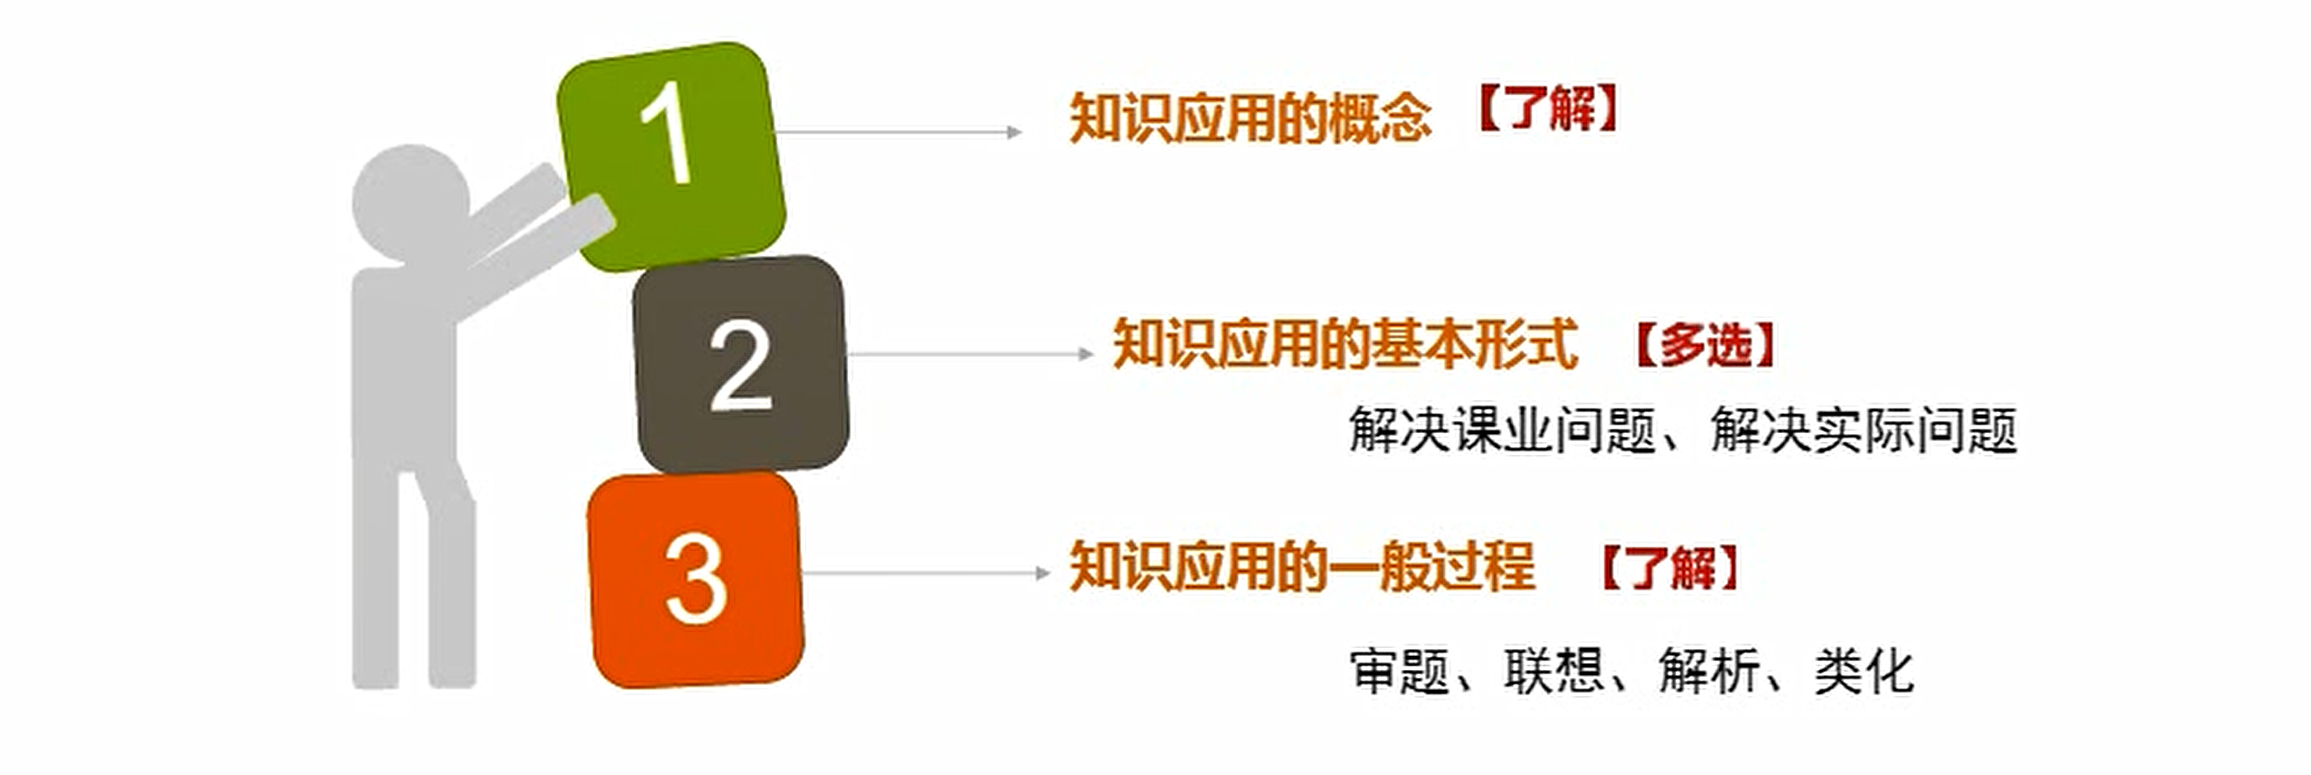 1 知识应用的概念 【了解】
2 知识应用的基本形式 【多选】
解决课业问题、解决实际问题
3 知识应用的一般过程 【了解】
审题、联想、解析、类化